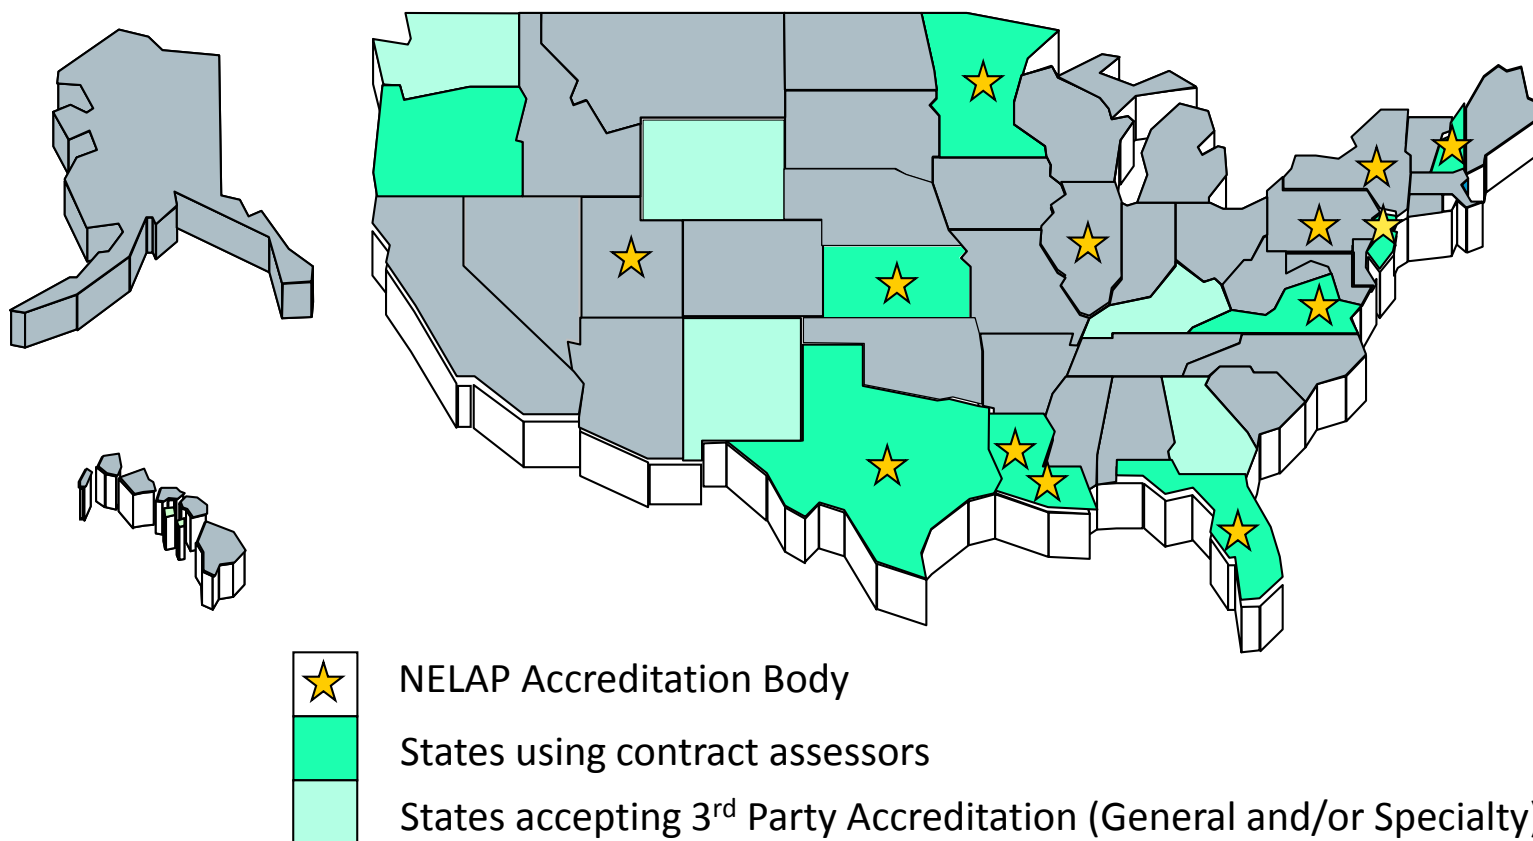 NELAP Accreditation Body
States using contract assessors
States accepting 3rd Party Accreditation (General and/or Specialty)